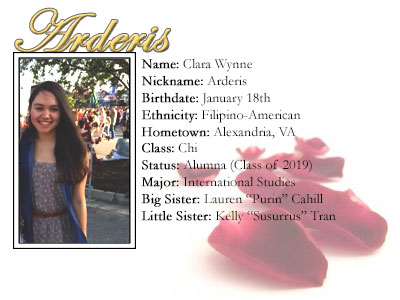 Arderis
Name: Clara Wynne
Nickname: Arderis
Birthdate: January 18th
Ethnicity: Filipino-American
Hometown: Alexandria, VA
Class: Chi
Status: Alumna (Class of 2019)
Major: International Studies
Big Sister: Lauren “Purin” Cahill
Little Sister: Kelly “Susurrus” Tran